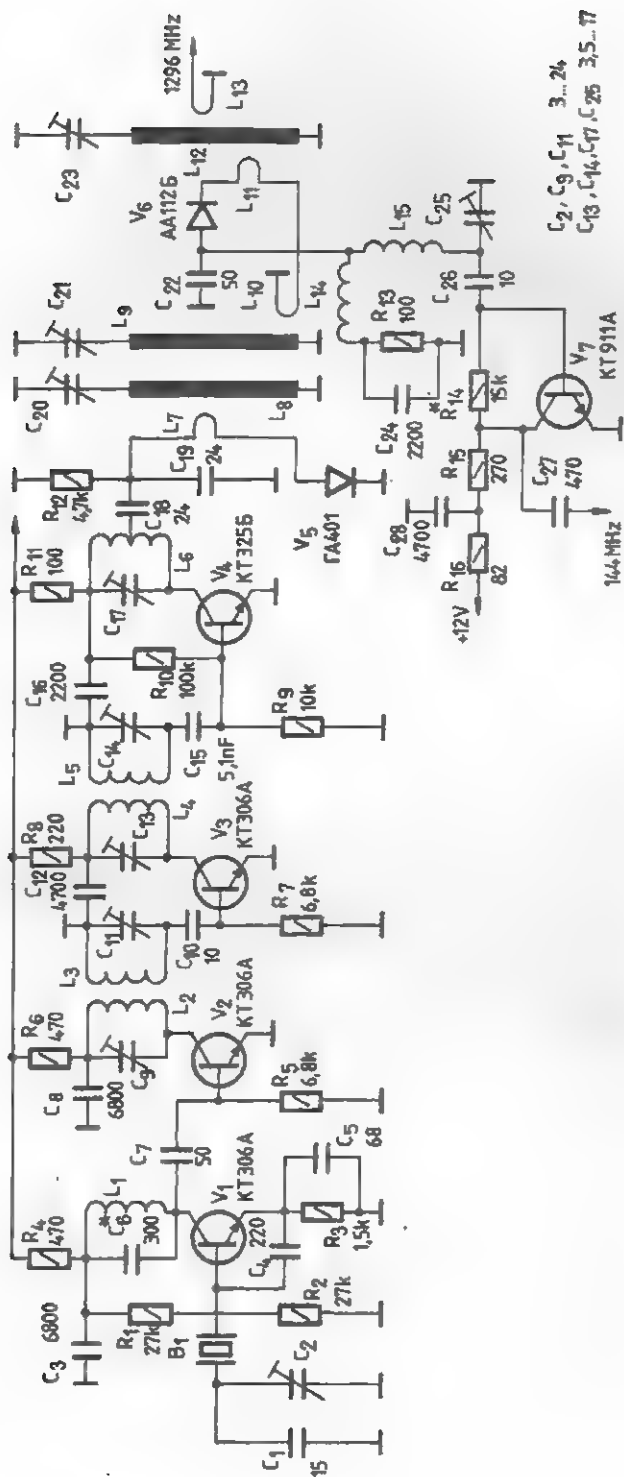 C3
6800
R4
470
L1
*
C6
300
R1
27k
B1
C1
15
C2
R2
27k
V1
KT306A
C4
220
R3
1,5k
C5
68
C7
50
C8
6800
R6
470
C9
L2
V2
KT306A
R5
6,8k
L3
C11
C10
10
R8
220
C12
4700
C13
L4
V3
KT306A
R7
6,8k
L5
C14
C15
5,1nF
C16
2200
R11
100
C17
L6
R10
100k
V4
KT325Б
R9
10k
R12
4,7k
C18
24
C19
24
L7
V5
ГA401
C20
L8
C21
L9
C22
50
L10
V6
AA112Б
L11
C23
L12
L13
1296 MHz
L14
L15
R13
100
C24
2200
*
C25
C26
10
R14
15k
V7
KT911A
R15
270
C27
470
C28
4700
R16
82
+12V
144 MHz
C2, C9, C11 3...24
C13, C14, C17, C25 3,5...17